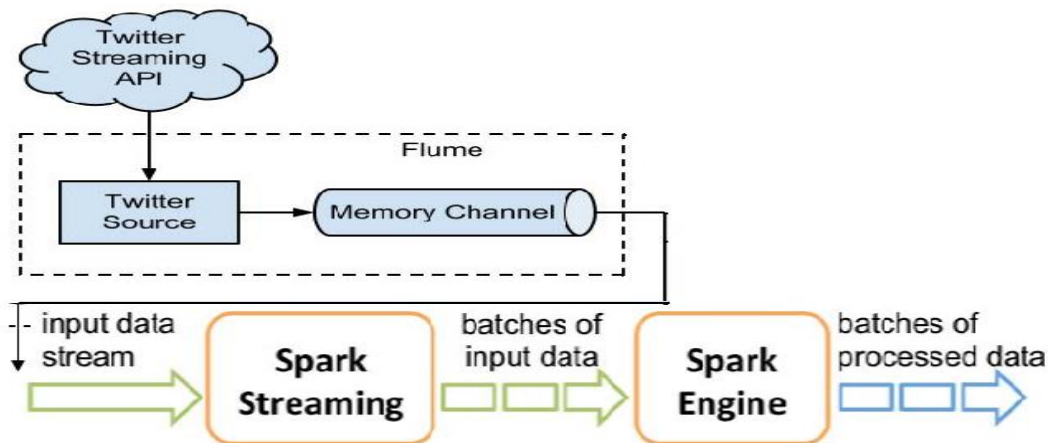 Twitter
Streaming
API
Flume
Twitter
Source
Memory Channel
input data
stream
Spark
Streaming
batches of
input data
Spark
Engine
batches of
processed data